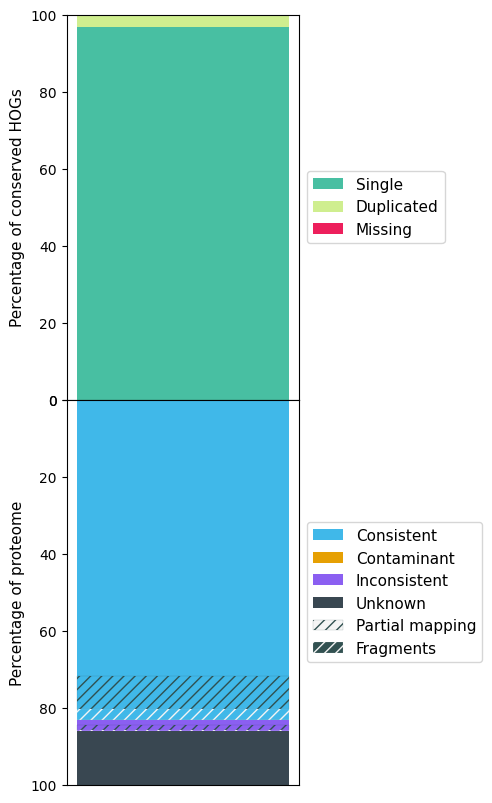 100
80
60
40
20
0
Percentage of conserved HOGs
Single
Duplicated
Missing
0
20
40
60
80
100
Percentage of proteome
Consistent
Contaminant
Inconsistent
Unknown
Partial mapping
Fragments